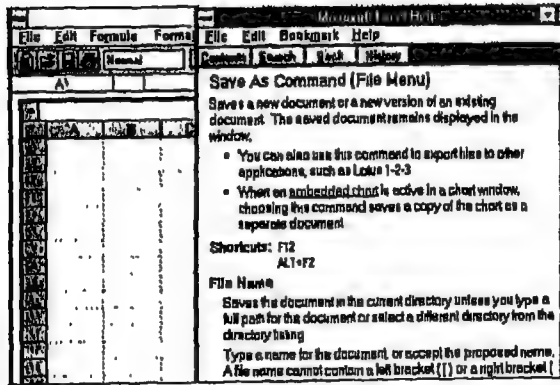 Microsoft Excel Help
File Edit Formula Forma
File Edit Bookmark Help
Normal
Contents Search Back History
A1
Save As Command (File Menu)
Saves a new document or a new version of an existing
document. The saved document remains displayed in the
window.
• You can also use this command to export files to other
applications, such as Lotus 1-2-3
• When an embedded chart is active in a chart window,
choosing this command saves a copy of the chart as a
separate document
Shortcuts: F12
ALT+F2
File Name
Saves the document in the current directory unless you type a
full path for the document or select a different directory from the
directory listing
Type a name for the document, or accept the proposed name.
A file name cannot contain a left bracket ([) or a right bracket
A B